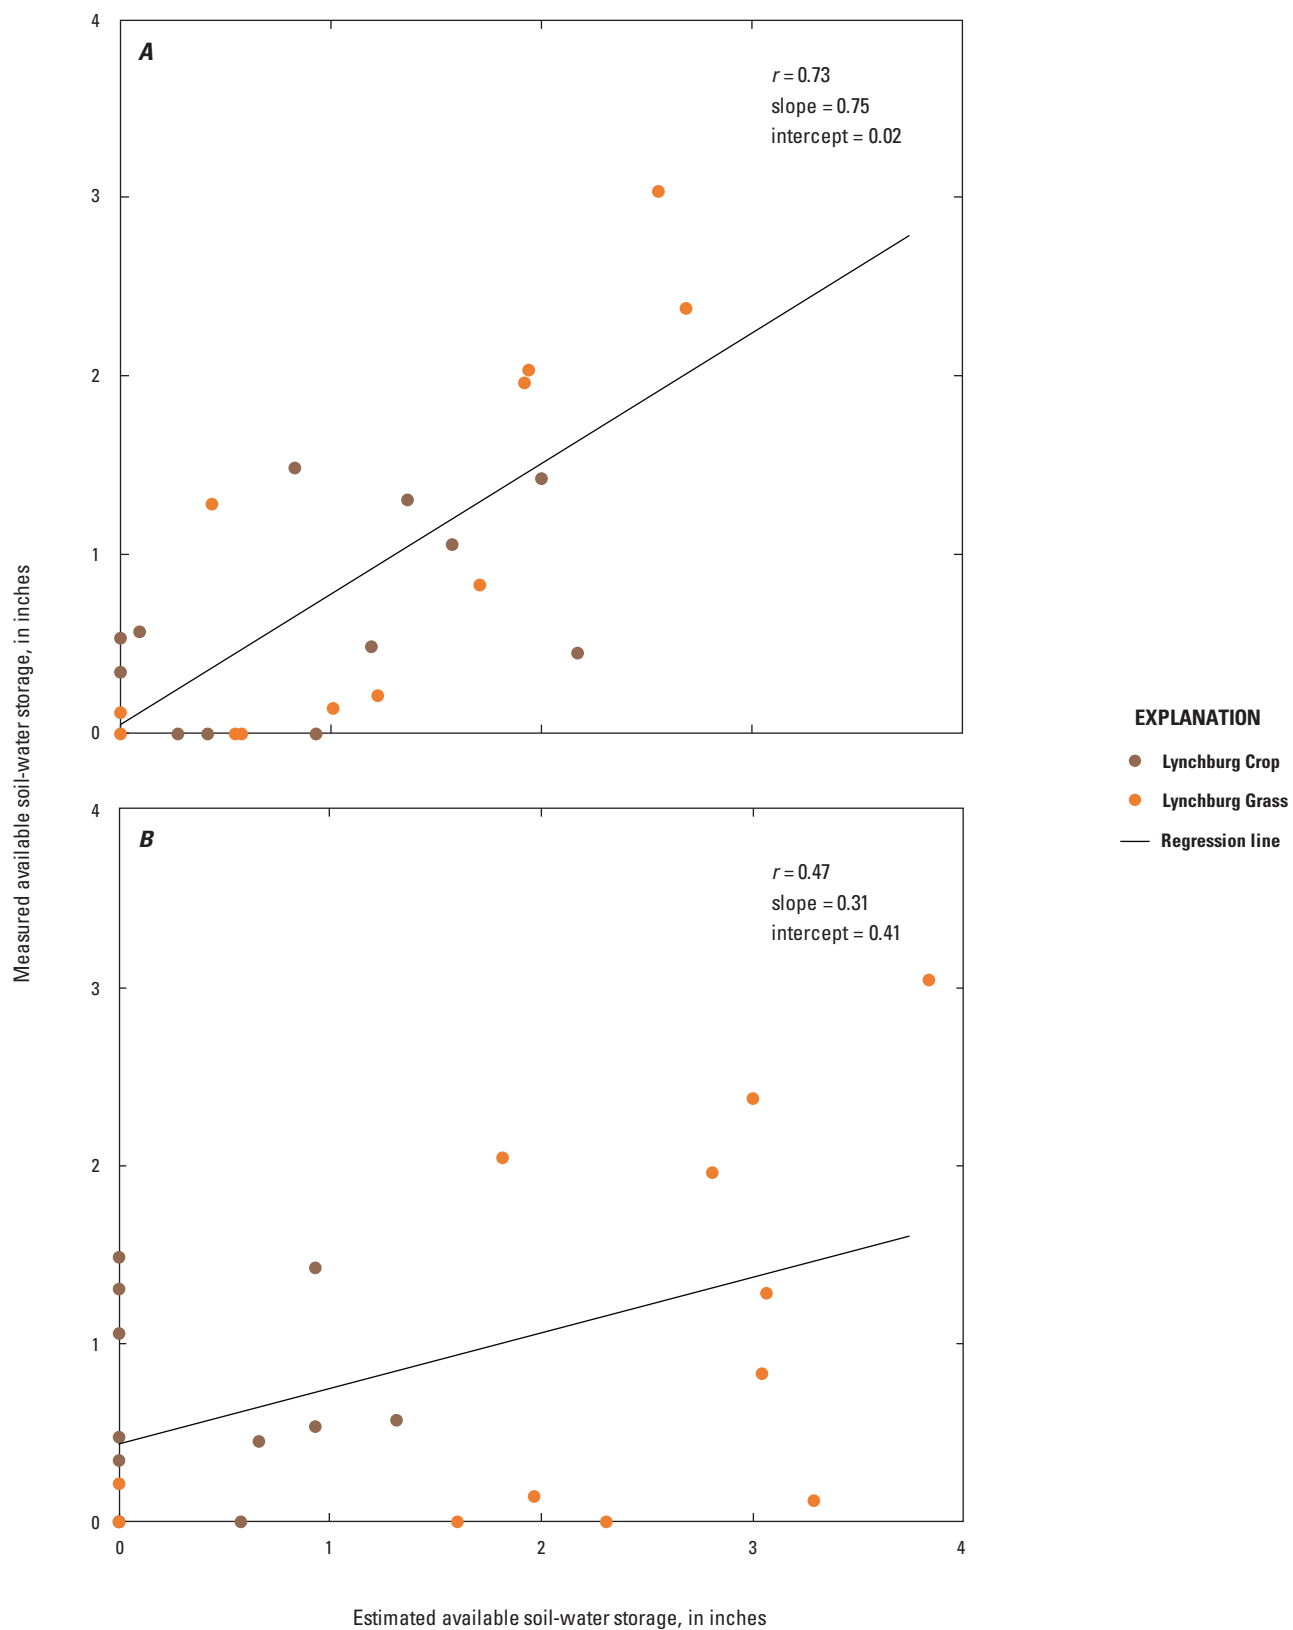 4
A
r = 0.73
slope = 0.75
intercept = 0.02
3
2
1
0
Measured available soil-water storage, in inches
EXPLANATION
Lynchburg Crop
Lynchburg Grass
Regression line
4
B
r = 0.47
slope = 0.31
intercept = 0.41
3
2
1
0
0 1 2 3 4
Estimated available soil-water storage, in inches